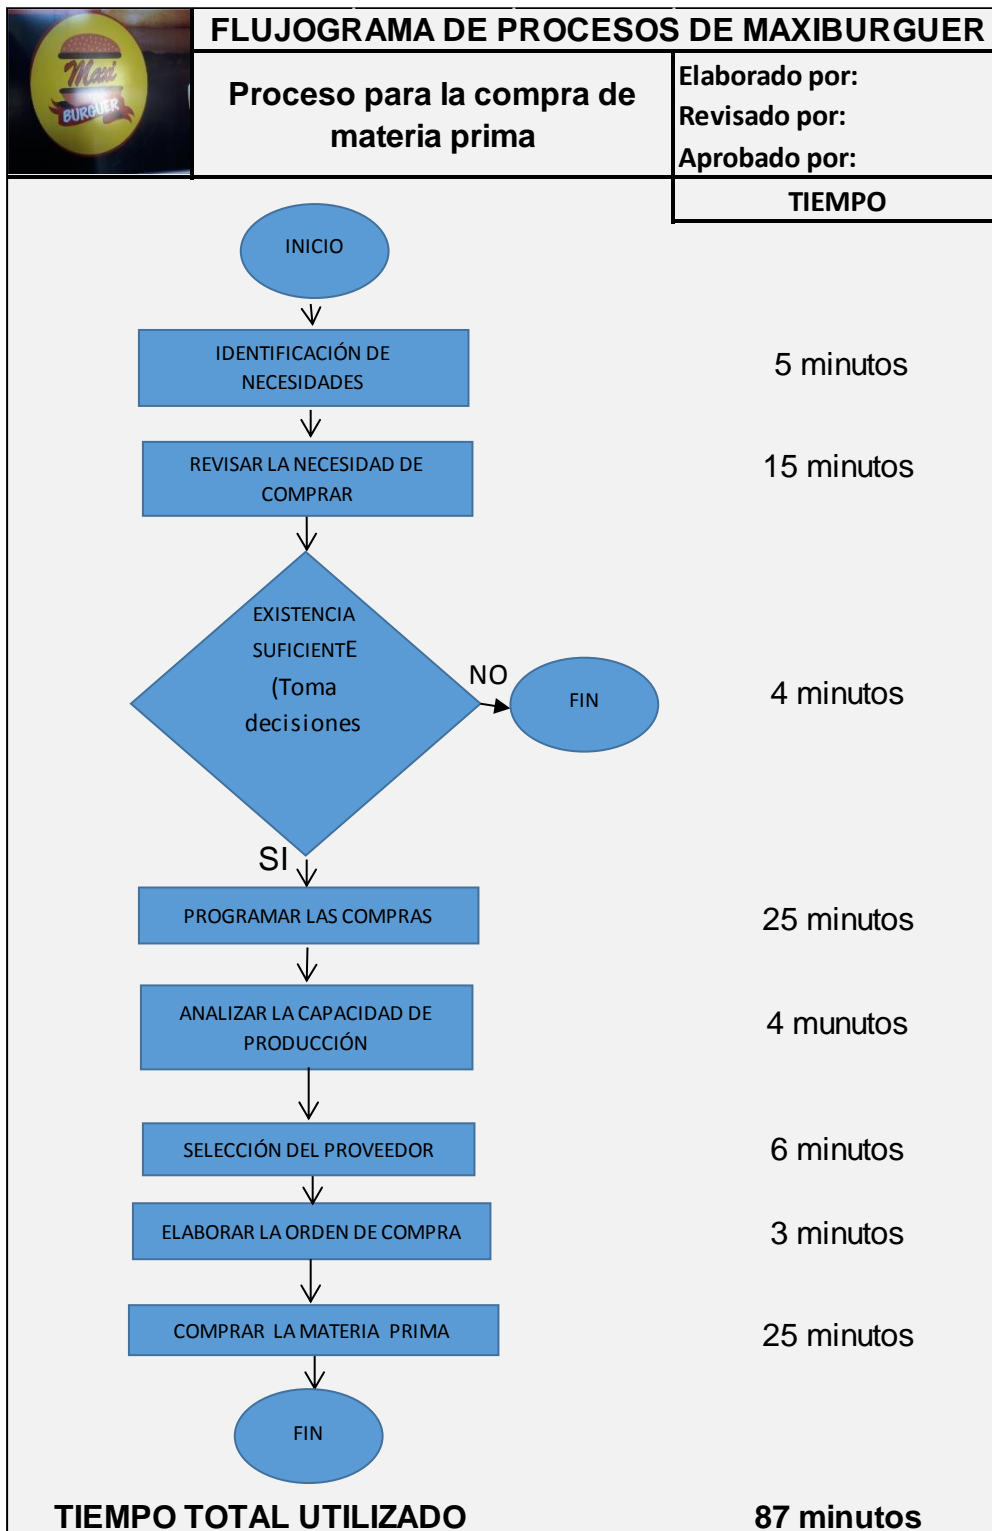 Maxi
BURGUER
FLUJOGRAMA DE PROCESOS DE MAXIBURGUER
Proceso para la compra de
materia prima
Elaborado por:
Revisado por:
Aprobado por:
TIEMPO
INICIO
IDENTIFICACIÓN DE
NECESIDADES
5 minutos
REVISAR LA NECESIDAD DE
COMPRAR
15 minutos
EXISTENCIA
SUFICIENTE
(Toma
decisiones
NO
FIN
4 minutos
SI
PROGRAMAR LAS COMPRAS
25 minutos
ANALIZAR LA CAPACIDAD DE
PRODUCCIÓN
4 munutos
SELECCIÓN DEL PROVEEDOR
6 minutos
ELABORAR LA ORDEN DE COMPRA
3 minutos
COMPRAR LA MATERIA PRIMA
25 minutos
FIN
TIEMPO TOTAL UTILIZADO
87 minutos